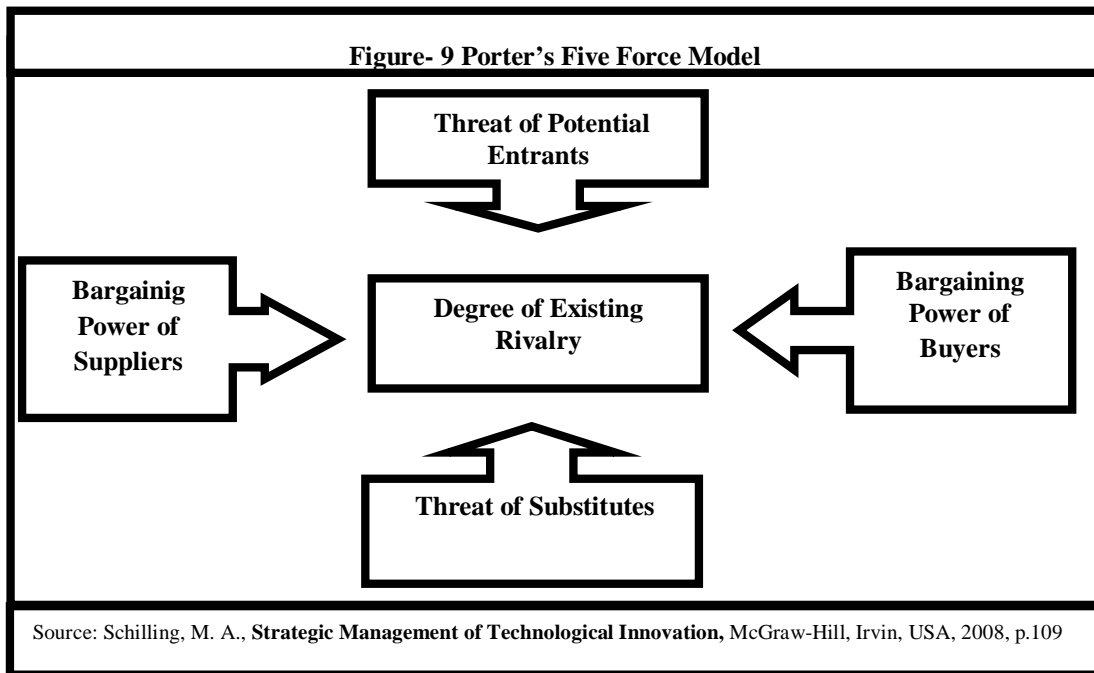 Figure- 9 Porter’s Five Force Model
Threat of Potential
Entrants
Bargainig
Power of
Suppliers
Degree of Existing
Rivalry
Bargaining
Power of
Buyers
Threat of Substitutes
Source: Schilling, M. A., Strategic Management of Technological Innovation, McGraw-Hill, Irvin, USA, 2008, p.109